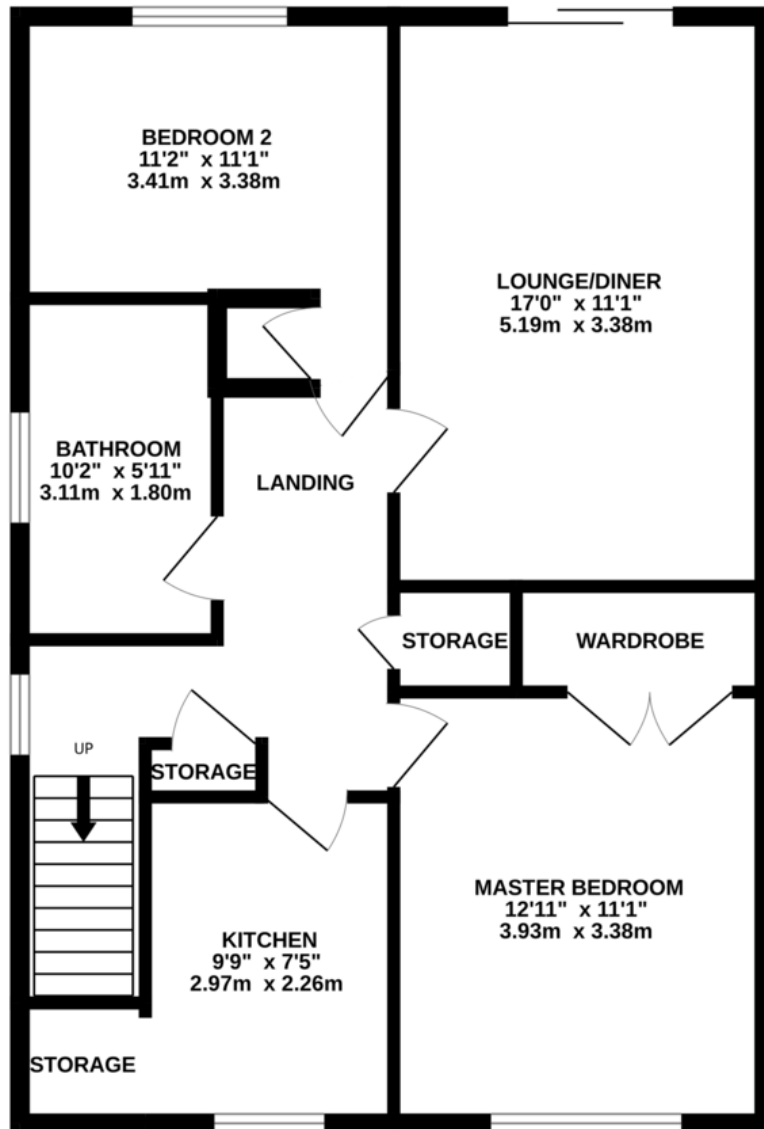 BEDROOM 2
11'2" x 11'1"
3.41m x 3.38m
LOUNGE/DINER
17'0" x 11'1"
5.19m x 3.38m
BATHROOM
10'2" x 5'11"
3.11m x 1.80m
LANDING
STORAGE
WARDROBE
UP
STORAGE
MASTER BEDROOM
12'11" x 11'1"
3.93m x 3.38m
KITCHEN
9'9" x 7'5"
2.97m x 2.26m
STORAGE